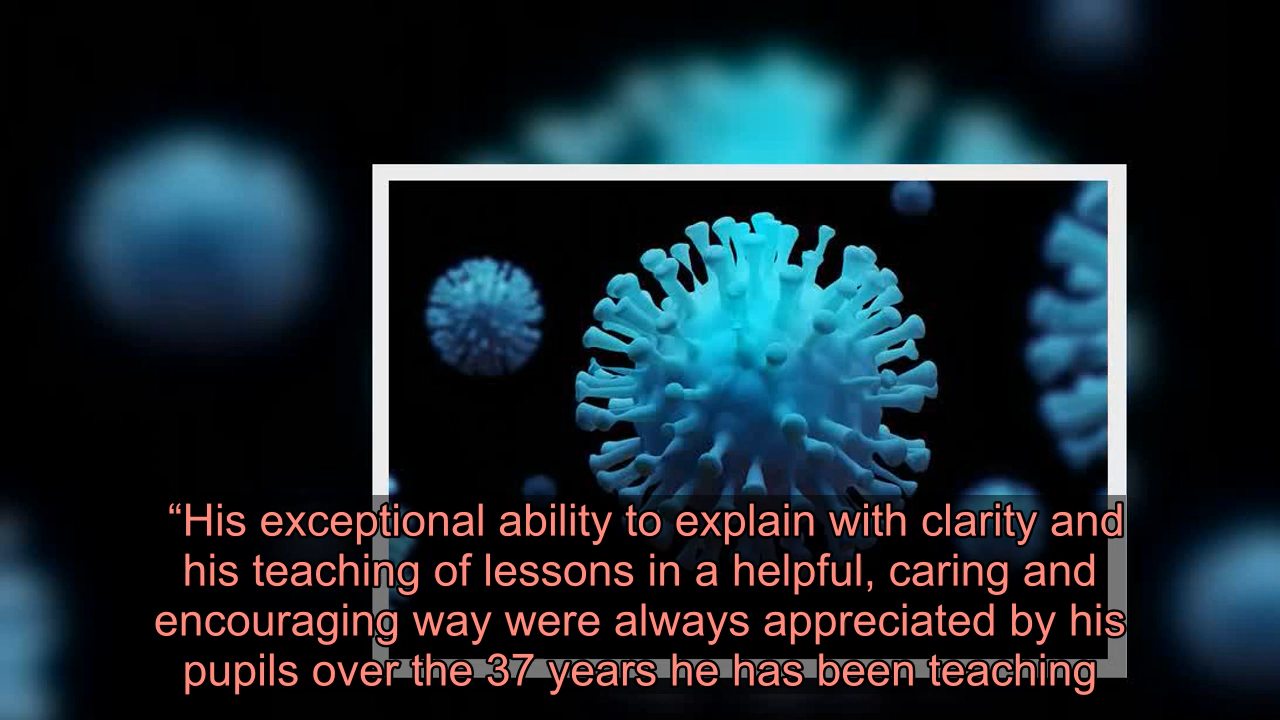 “His exceptional ability to explain with clarity and
his teaching of lessons in a helpful, caring and
encouraging way were always appreciated by his
pupils over the 37 years he has been teaching